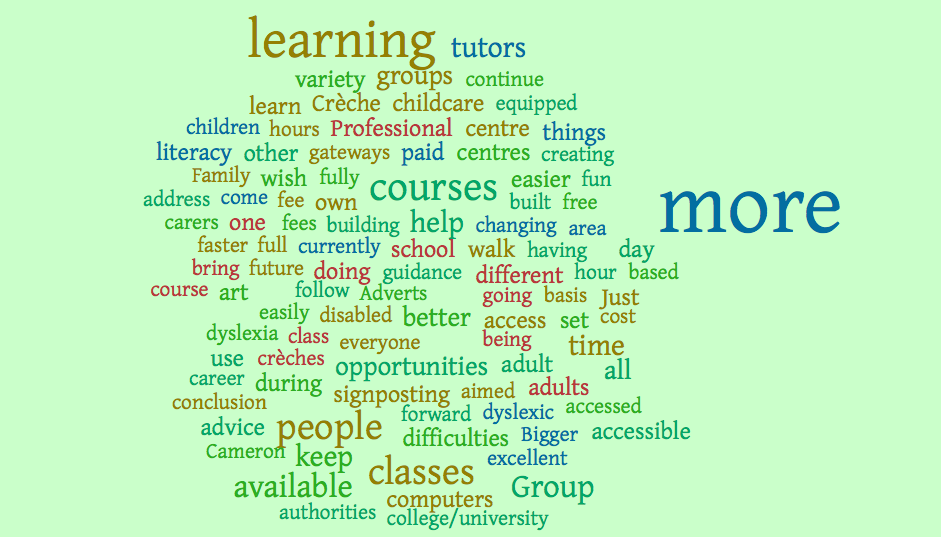 learning tutors
variety groups continue
learn Crèche childcare equipped
children hours Professional centre things
literacy other gateways paid centres creating
Family wish fully courses easier fun
address come fee own built free more
carers one fees building help changing area
faster full currently school walk having day
bring future doing guidance different hour based
course art follow Adverts going basis Just
easily disabled better access set cost
dyslexia class everyone being time
use crèches opportunities adult all
career during signposting aimed adults
conclusion forward dyslexic accessed
advice people difficulties Bigger accessible
Cameron keep classes excellent
available computers Group
authorities college/university